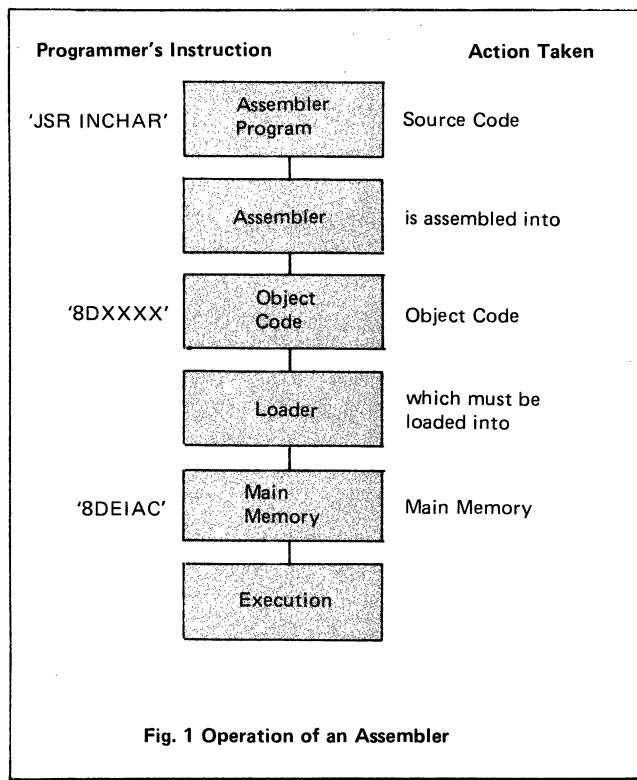 Programmer's Instruction Action Taken
'JSR INCHAR' Assembler Program Source Code
Assembler is assembled into
'8DXXXX' Object Code Object Code
Loader which must be loaded into
'8DEIAC' Main Memory Main Memory
Execution
Fig. 1 Operation of an Assembler